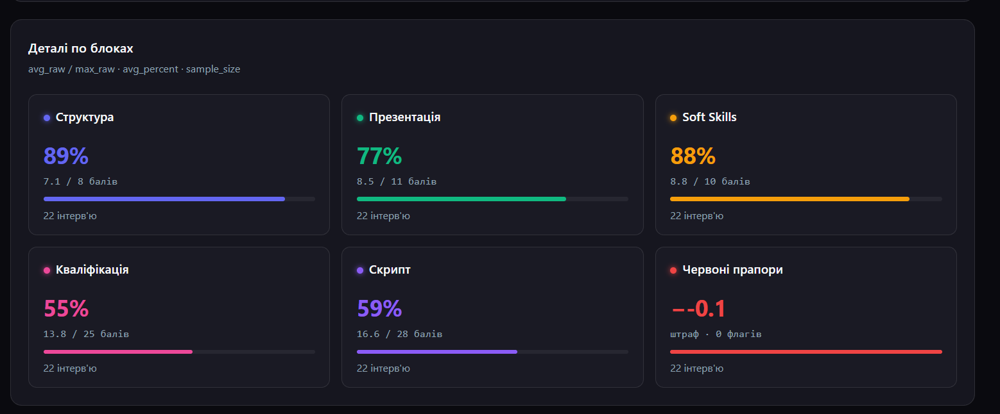 Деталі по блоках
avg_raw / max_raw · avg_percent · sample_size
Структура
89%
7.1 / 8 балів
22 інтерв'ю
Презентація
77%
8.5 / 11 балів
22 інтерв'ю
Soft Skills
88%
8.8 / 10 балів
22 інтерв'ю
Кваліфікація
55%
13.8 / 25 балів
22 інтерв'ю
Скрипт
59%
16.6 / 28 балів
22 інтерв'ю
Червоні прапори
−-0.1
штраф · 0 флагів
22 інтерв'ю